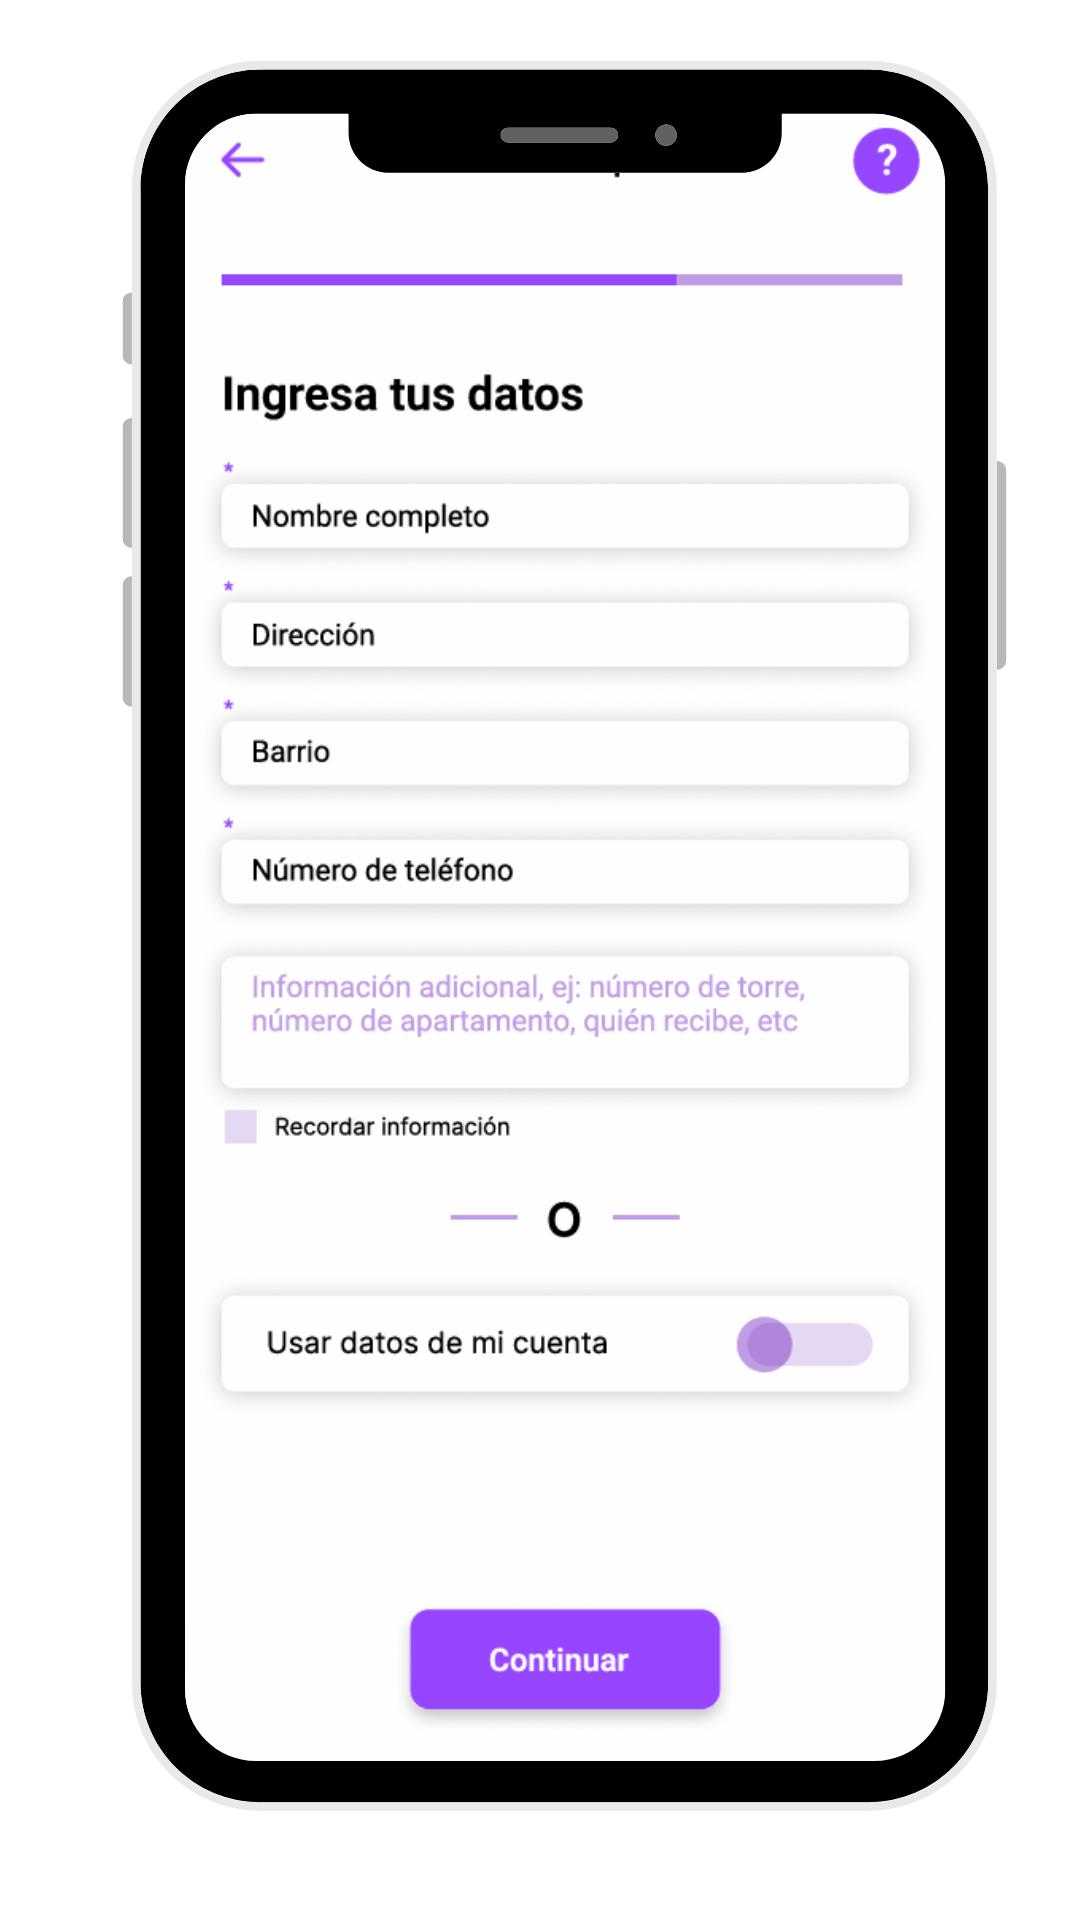 ?
Ingresa tus datos
*
Nombre completo
*
Dirección
*
Barrio
*
Número de teléfono
Información adicional, ej: número de torre,
número de apartamento, quién recibe, etc
Recordar información
O
Usar datos de mi cuenta
Continuar